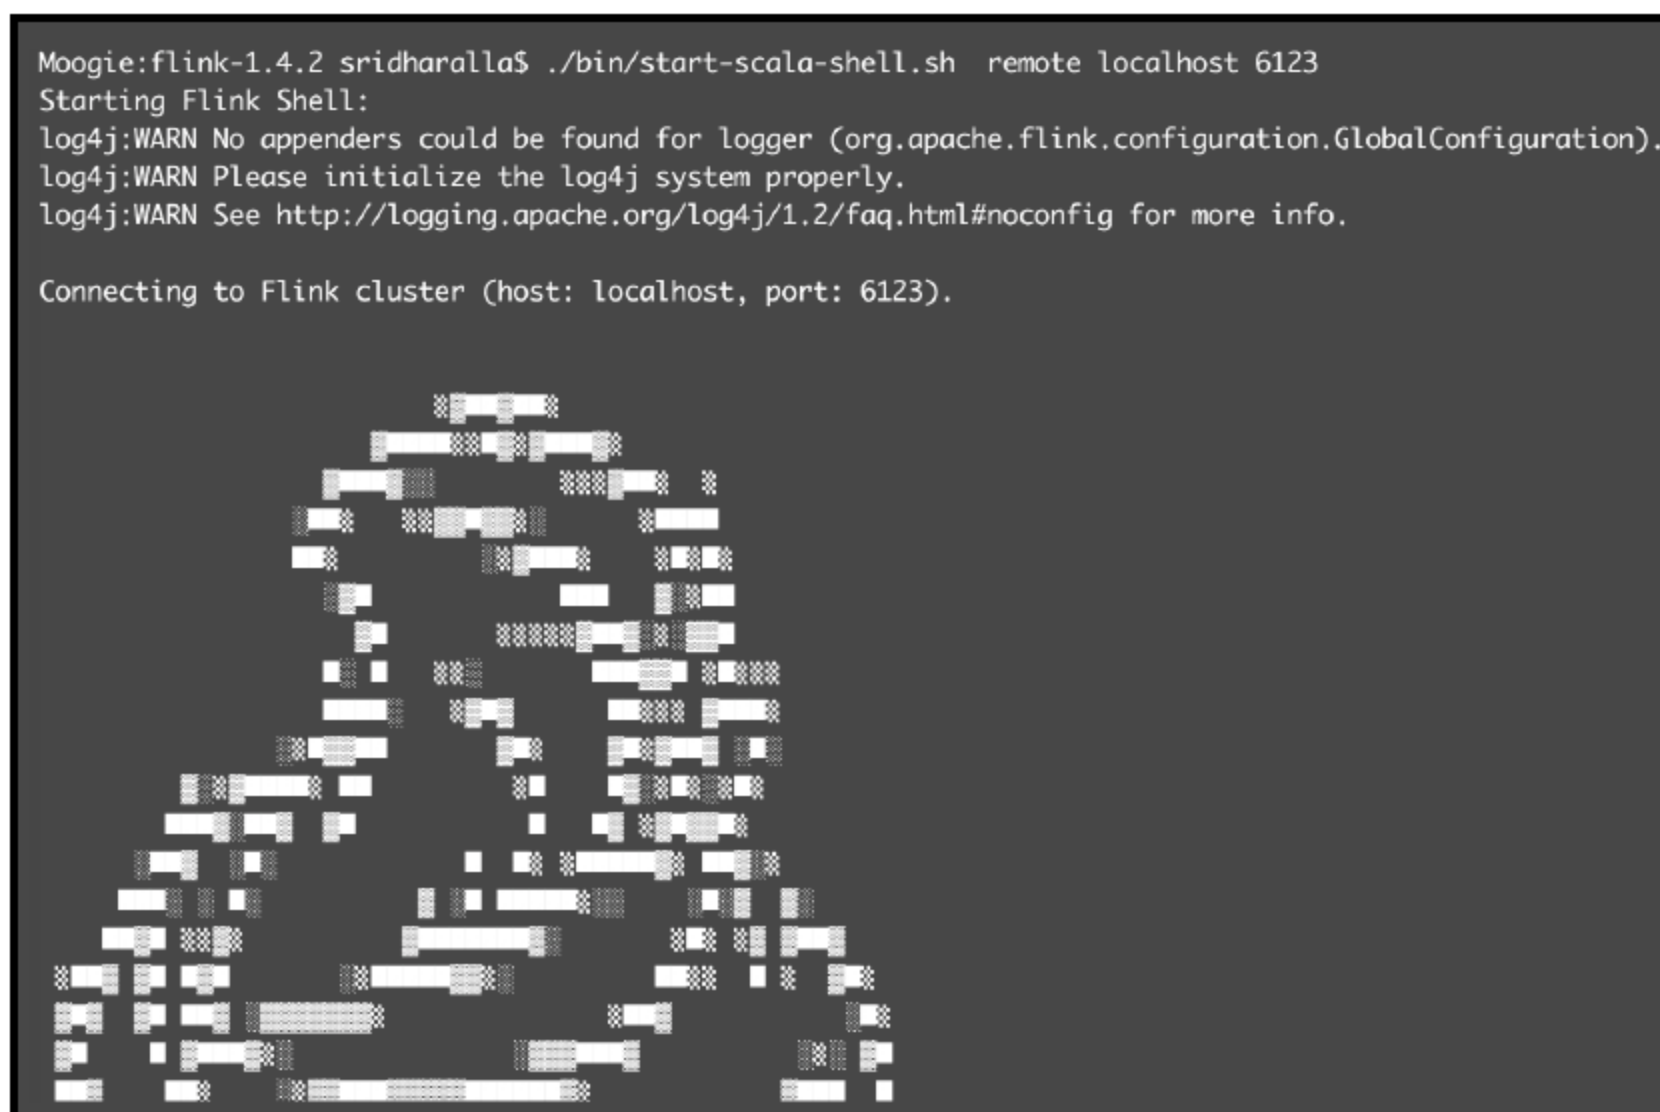 Moogie:flink-1.4.2 sridharalla$ ./bin/start-scala-shell.sh  remote localhost 6123
Starting Flink Shell:
log4j:WARN No appenders could be found for logger (org.apache.flink.configuration.GlobalConfiguration).
log4j:WARN Please initialize the log4j system properly.
log4j:WARN See http://logging.apache.org/log4j/1.2/faq.html#noconfig for more info.
Connecting to Flink cluster (host: localhost, port: 6123).